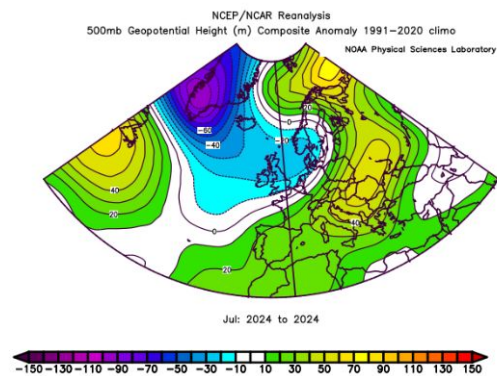 NCEP/NCAR Reanalysis
500mb Geopotential Height (m) Composite Anomaly 1991-2020 climo
NOAA Physical Sciences Laboratory
20
0
-60
-40
40
20
0
40
20
Jul: 2024 to 2024
-150 -130 -110 -90 -70 -50 -30 -10 10 30 50 70 90 110 130 150